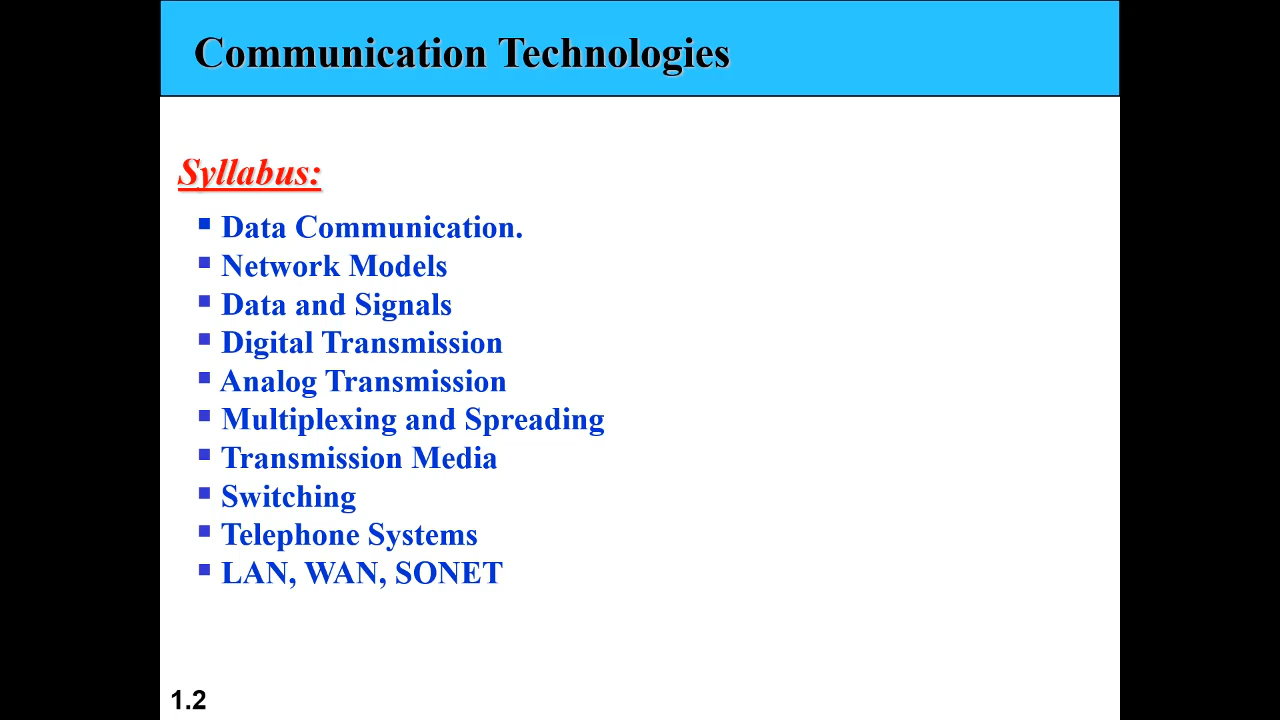 Communication Technologies
Syllabus:
▪ Data Communication.
▪ Network Models
▪ Data and Signals
▪ Digital Transmission
▪ Analog Transmission
▪ Multiplexing and Spreading
▪ Transmission Media
▪ Switching
▪ Telephone Systems
▪ LAN, WAN, SONET
1.2